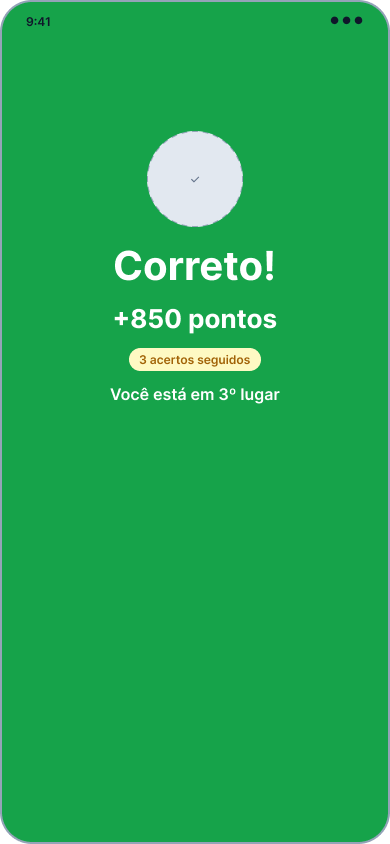 9:41
Correto!
+850 pontos
3 acertos seguidos
Você está em 3º lugar